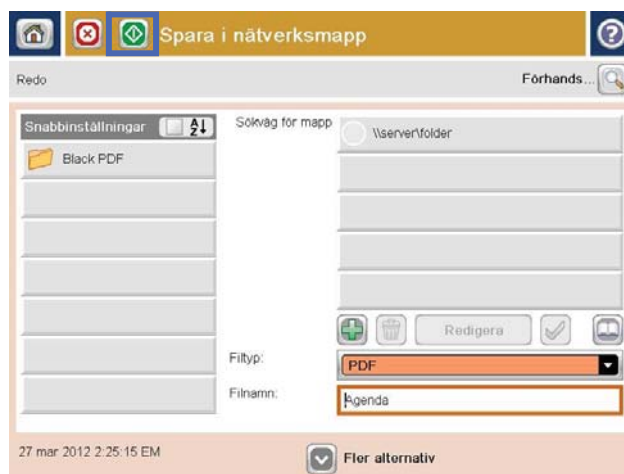 Spara i nätverksmapp
Redo
Förhands...
Snabbinställningar
Sökväg för mapp
\\server\folder
Black PDF
Redigera
Filtyp:
PDF
Filnamn:
Agenda
27 mar 2012 2:25:15 EM
Fler alternativ